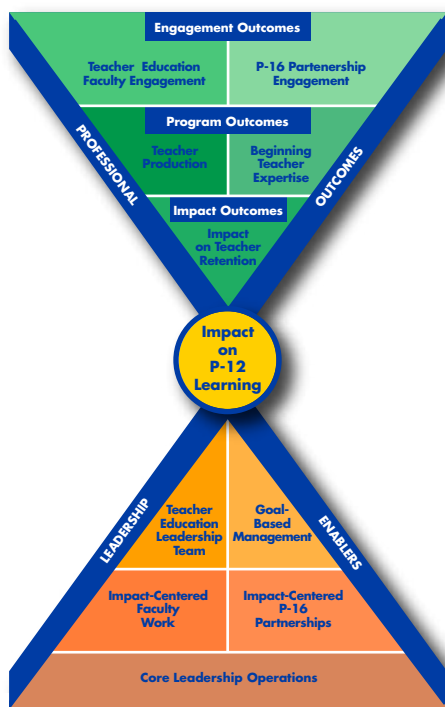 Engagement Outcomes
Teacher Education
Faculty Engagement
P-16 Partenership
Engagement
PROFESSIONAL
OUTCOMES
Program Outcomes
Teacher
Production
Beginning
Teacher
Expertise
Impact Outcomes
Impact
on Teacher
Retention
Impact
on
P-12
Learning
LEADERSHIP
ENABLERS
Teacher
Education
Leadership
Team
Goal-
Based
Management
Impact-Centered
Faculty
Work
Impact-Centered
P-16
Partnerships
Core Leadership Operations